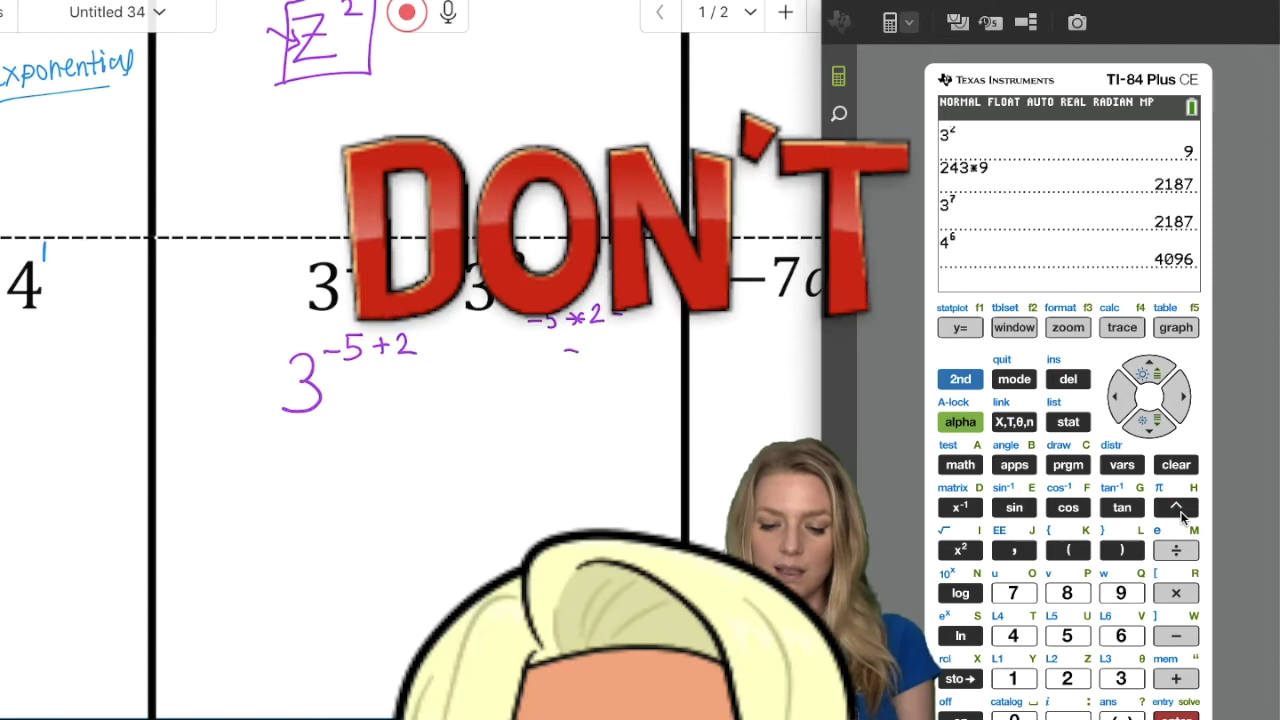 Untitled 34
1 / 2
z²
exponential
DON'T
4¹
3
3
-7
-5*2
3^-5+2
TEXAS INSTRUMENTS TI-84 Plus CE
NORMAL FLOAT AUTO REAL RADIAN MP
3²
9
243*9
2187
3⁷
2187
4⁶
4096
statplot f1 tblset f2 format f3 calc f4 table f5
y= window zoom trace graph
quit ins
2nd mode del
A-lock link list
alpha X,T,θ,n stat
test A angle B draw C distr
math apps prgm vars clear
matrix D sin⁻¹ E cos⁻¹ F tan⁻¹ G π H
x⁻¹ sin cos tan ^
√ I EE J { K } L e M
x² , ( ) ÷
10ˣ N u O v P w Q [ R
log 7 8 9 ×
eˣ S L4 T L5 U L6 V ] W
ln 4 5 6 −
rcl X L1 Y L2 Z L3 θ mem "
sto→ 1 2 3 +
off catalog i : ans ? entry solve